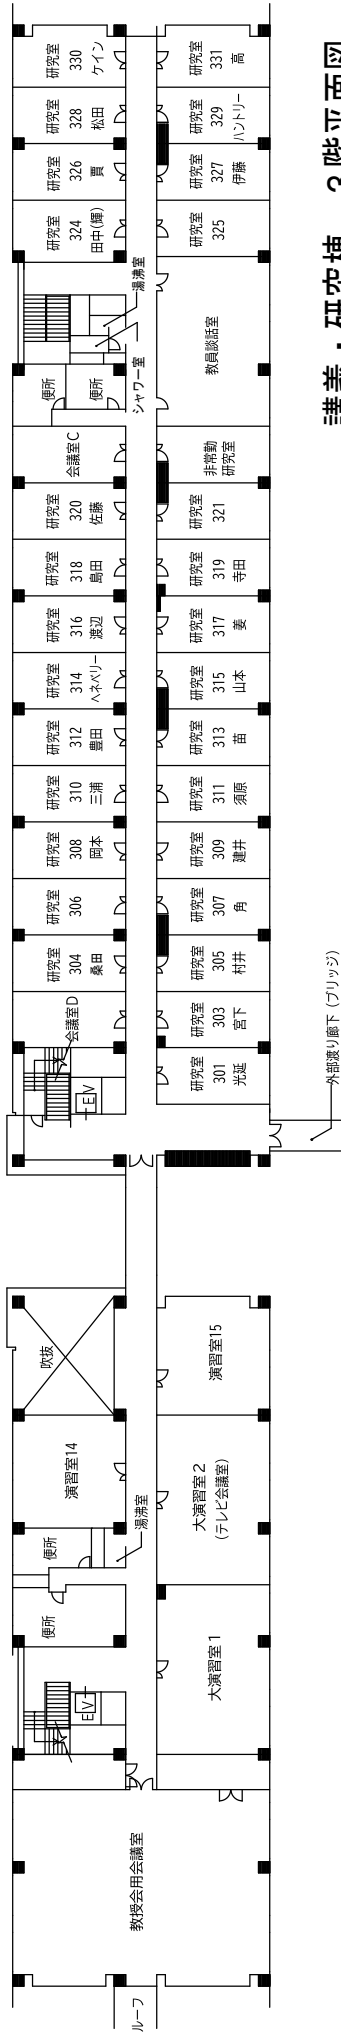 研究室
330
ケイン
研究室
331
高
研究室
328
松田
研究室
329
ハントリー
研究室
326
賈
研究室
327
伊藤
研究室
324
田中(輝)
研究室
325
湯沸室
シャワー室
教員談話室
便所
便所
会議室C
非常勤
研究室
研究室
320
佐藤
研究室
321
研究室
318
島田
研究室
319
寺田
研究室
316
渡辺
研究室
317
姜
研究室
314
ヘネベリー
研究室
315
山本
研究室
312
豊田
研究室
313
苗
研究室
310
三浦
研究室
311
須原
研究室
308
岡本
研究室
309
建井
研究室
306
研究室
307
角
研究室
304
桑田
研究室
305
村井
会議室D
研究室
303
宮下
EV
研究室
301
光延
外部渡り廊下(ブリッジ)
吹抜
演習室15
演習室14
大演習室2
(テレビ会議室)
便所
湯沸室
便所
大演習室1
EV
教授会用会議室
ルーフ
講義・研究棟 3階平面図